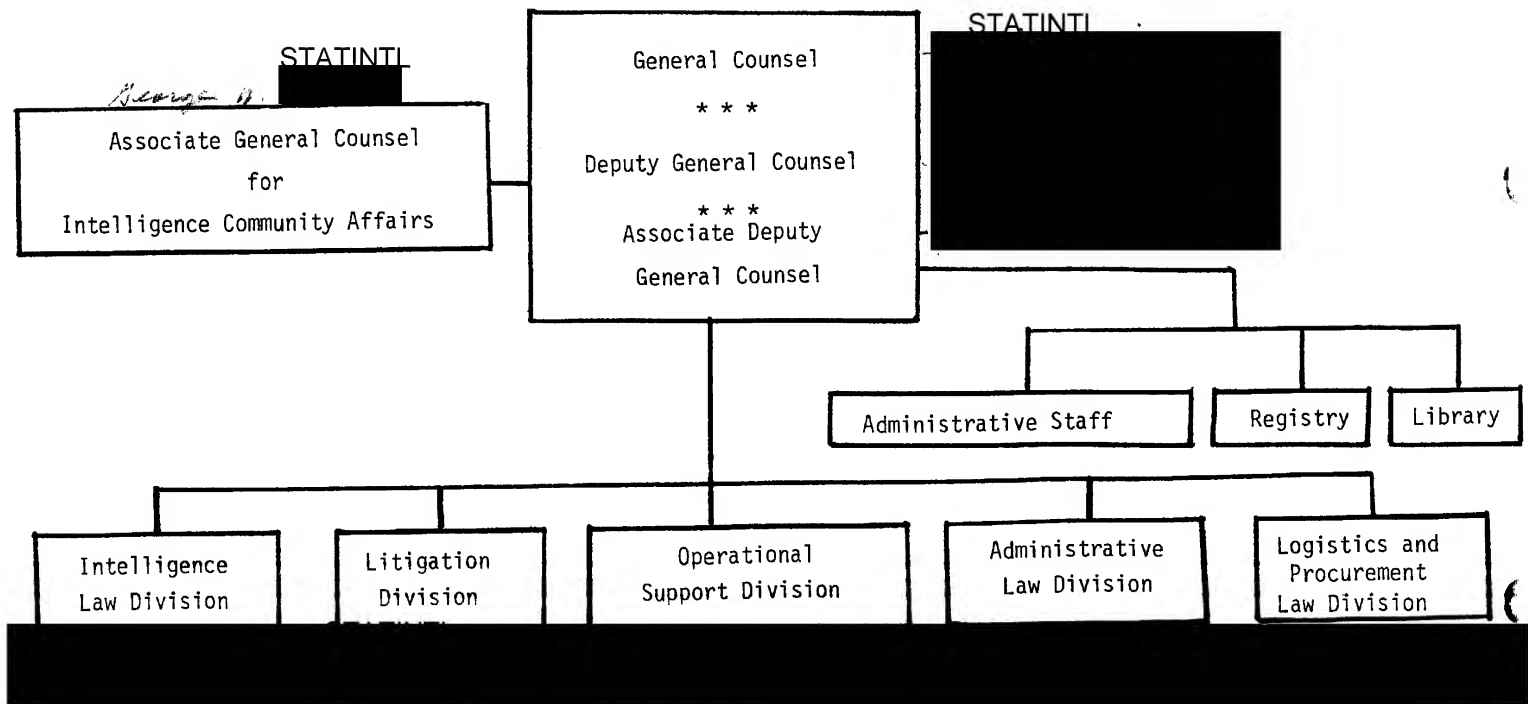 STATINTL
STATINTL
George
Associate General Counsel
for
Intelligence Community Affairs
General Counsel
* * *
Deputy General Counsel
* * *
Associate Deputy
General Counsel
Administrative Staff
Registry
Library
Intelligence
Law Division
Litigation
Division
Operational
Support Division
Administrative
Law Division
Logistics and
Procurement
Law Division